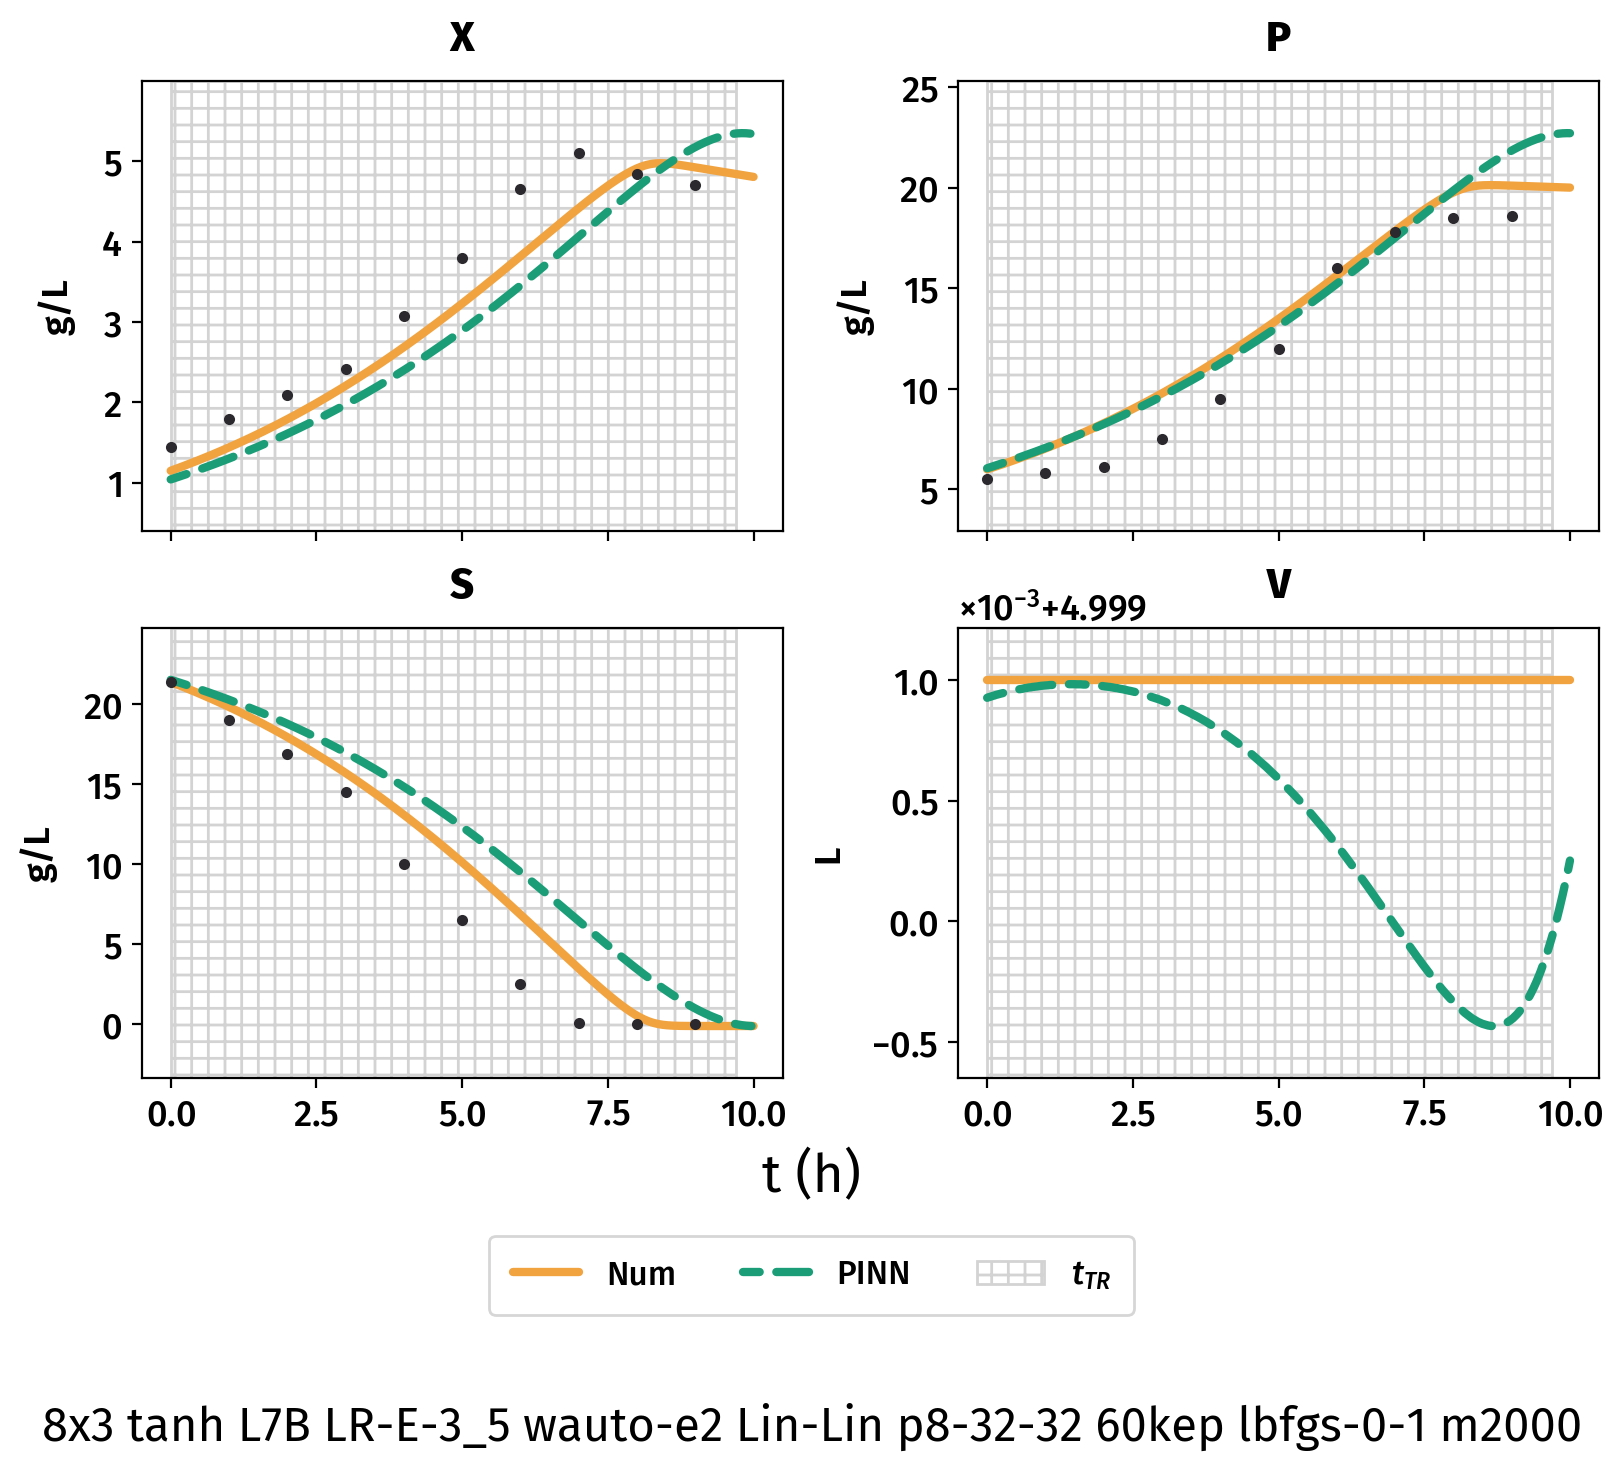 X
P
g/L
5
4
3
2
1
g/L
25
20
15
10
5
S
V
×10⁻³+4.999
g/L
20
15
10
5
0
L
1.0
0.5
0.0
−0.5
0.0 2.5 5.0 7.5 10.0
0.0 2.5 5.0 7.5 10.0
t (h)
Num PINN t_TR
8x3 tanh L7B LR-E-3_5 wauto-e2 Lin-Lin p8-32-32 60kep lbfgs-0-1 m2000